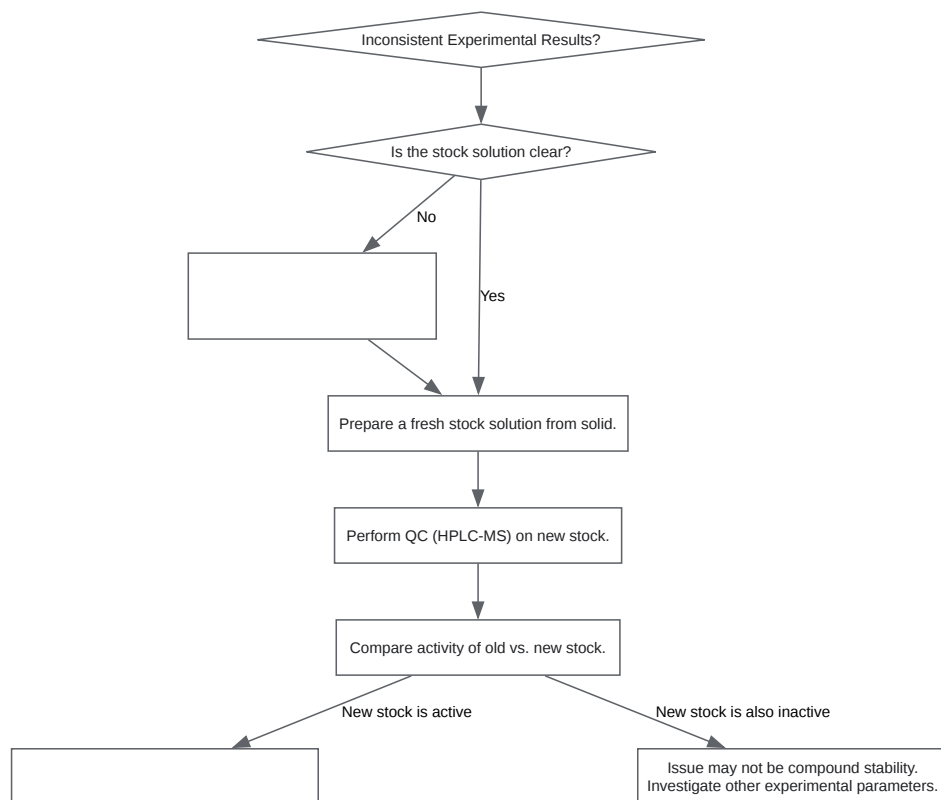 Inconsistent Experimental Results?
Is the stock solution clear?
No
Yes
Prepare a fresh stock solution from solid.
Perform QC (HPLC-MS) on new stock.
Compare activity of old vs. new stock.
New stock is active
New stock is also inactive
Issue may not be compound stability.
Investigate other experimental parameters.